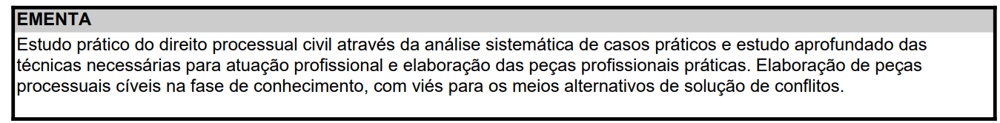 EMENTA
Estudo prático do direito processual civil através da análise sistemática de casos práticos e estudo aprofundado das
técnicas necessárias para atuação profissional e elaboração das peças profissionais práticas. Elaboração de peças
processuais cíveis na fase de conhecimento, com viés para os meios alternativos de solução de conflitos.